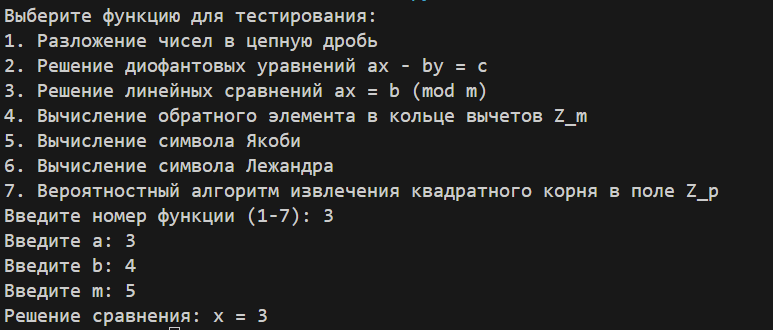 Выберите функцию для тестирования:
1. Разложение чисел в цепную дробь
2. Решение диофантовых уравнений ax - by = c
3. Решение линейных сравнений ax = b (mod m)
4. Вычисление обратного элемента в кольце вычетов Z_m
5. Вычисление символа Якоби
6. Вычисление символа Лежандра
7. Вероятностный алгоритм извлечения квадратного корня в поле Z_p
Введите номер функции (1-7): 3
Введите a: 3
Введите b: 4
Введите m: 5
Решение сравнения: x = 3